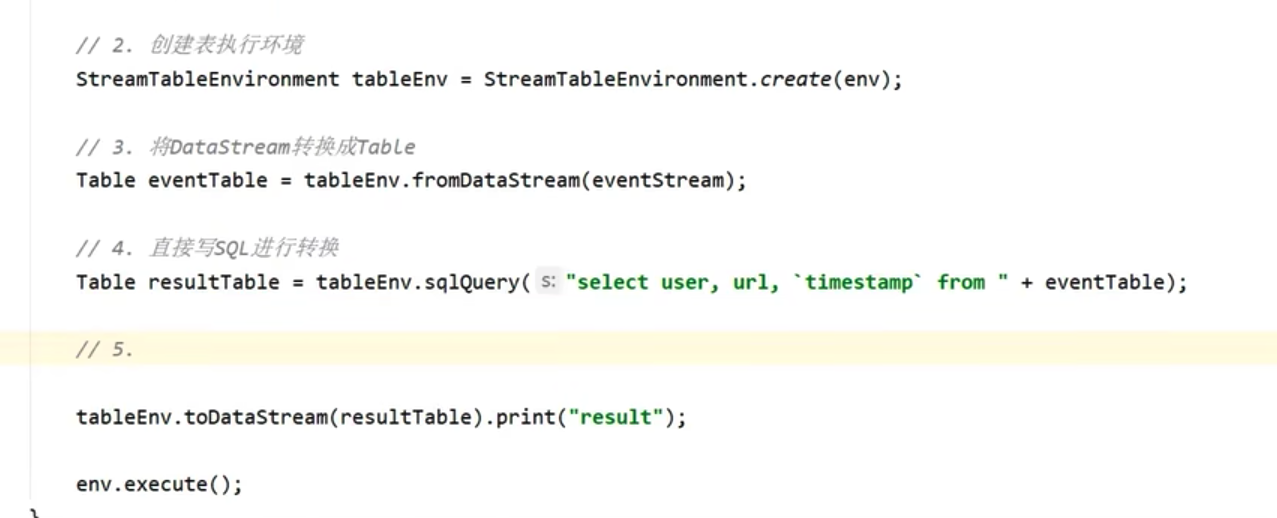 // 2. 创建表执行环境
StreamTableEnvironment tableEnv = StreamTableEnvironment.create(env);
// 3. 将DataStream转换成Table
Table eventTable = tableEnv.fromDataStream(eventStream);
// 4. 直接写SQL进行转换
Table resultTable = tableEnv.sqlQuery( s: "select user, url, `timestamp` from " + eventTable);
// 5.
tableEnv.toDataStream(resultTable).print("result");
env.execute();
}